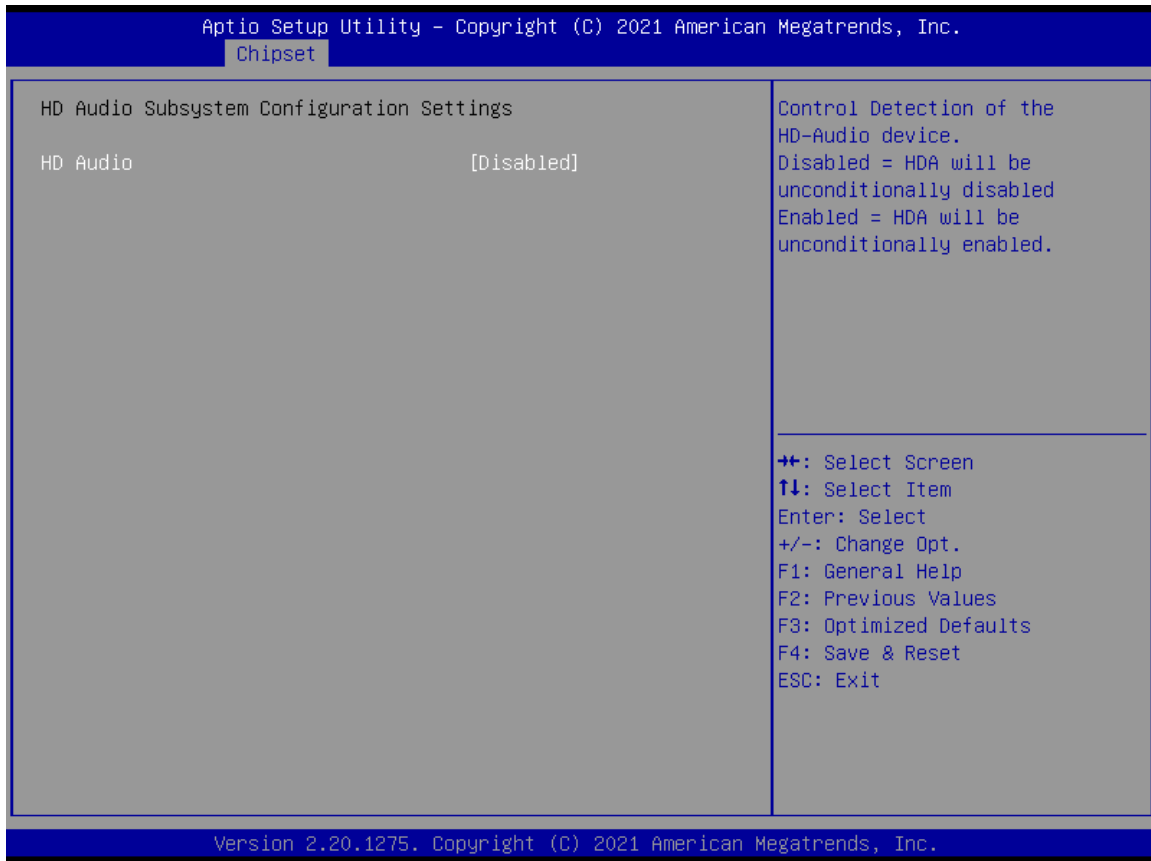 Aptio Setup Utility – Copyright (C) 2021 American Megatrends, Inc.
Chipset
HD Audio Subsystem Configuration Settings
HD Audio [Disabled]
Control Detection of the
HD-Audio device.
Disabled = HDA will be
unconditionally disabled
Enabled = HDA will be
unconditionally enabled.
→←: Select Screen
↑↓: Select Item
Enter: Select
+/-: Change Opt.
F1: General Help
F2: Previous Values
F3: Optimized Defaults
F4: Save & Reset
ESC: Exit
Version 2.20.1275. Copyright (C) 2021 American Megatrends, Inc.